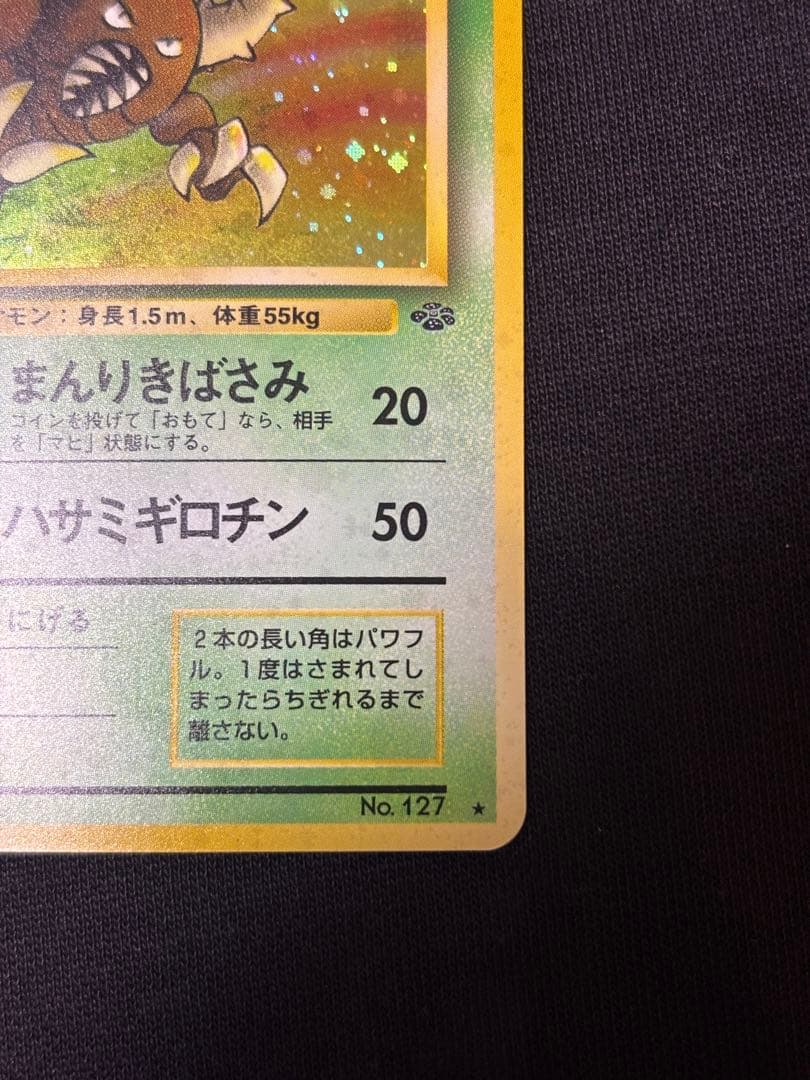 モン：身長1.5m、体重55kg
まんりきばさみ 20
コインを投げて「おもて」なら、相手
を「マヒ」状態にする。
ハサミギロチン 50
にげる
2本の長い角はパワフ
ル。1度はさまれてし
まったらちぎれるまで
離さない。
No. 127 ★